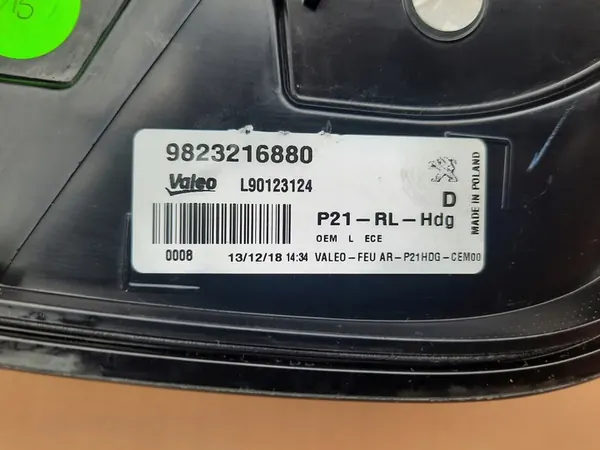 15
9823216880
Valeo L90123124
D
P21-RL-Hdg
OEM L ECE
0008 13/12/18 14:34 VALEO-FEU AR-P21HDG-CEM00
MADE IN POLAND